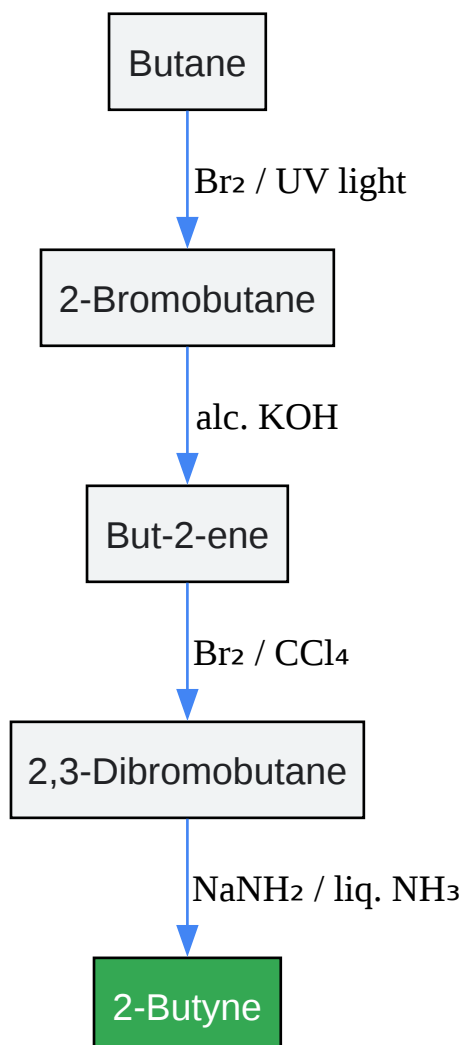 Butane
Br₂ / UV light
2-Bromobutane
alc. KOH
But-2-ene
Br₂ / CCl₄
2,3-Dibromobutane
NaNH₂ / liq. NH₃
2-Butyne